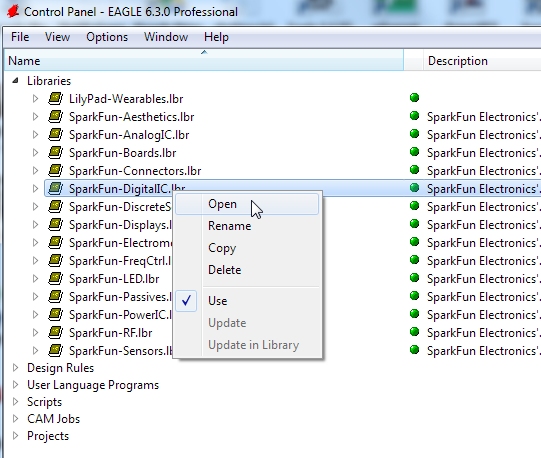 Control Panel - EAGLE 6.3.0 Professional
File View Options Window Help
Name Description
Libraries
LilyPad-Wearables.lbr
SparkFun-Aesthetics.lbr SparkFun Electronics'.
SparkFun-AnalogIC.lbr SparkFun Electronics'.
SparkFun-Boards.lbr SparkFun Electronics'.
SparkFun-Connectors.lbr SparkFun Electronics'.
SparkFun-DigitalIC.lbr SparkFun Electronics'.
SparkFun-DiscreteS Open SparkFun Electronics'.
SparkFun-Displays.l Rename SparkFun Electronics'.
SparkFun-Electrome Copy SparkFun Electronics'.
SparkFun-FreqCtrl.l Delete SparkFun Electronics'.
SparkFun-LED.lbr SparkFun Electronics'.
SparkFun-Passives.l Use SparkFun Electronics'.
SparkFun-PowerIC.l Update SparkFun Electronics'.
SparkFun-RF.lbr Update in Library SparkFun Electronics'.
SparkFun-Sensors.lb SparkFun Electronics'.
Design Rules
User Language Programs
Scripts
CAM Jobs
Projects